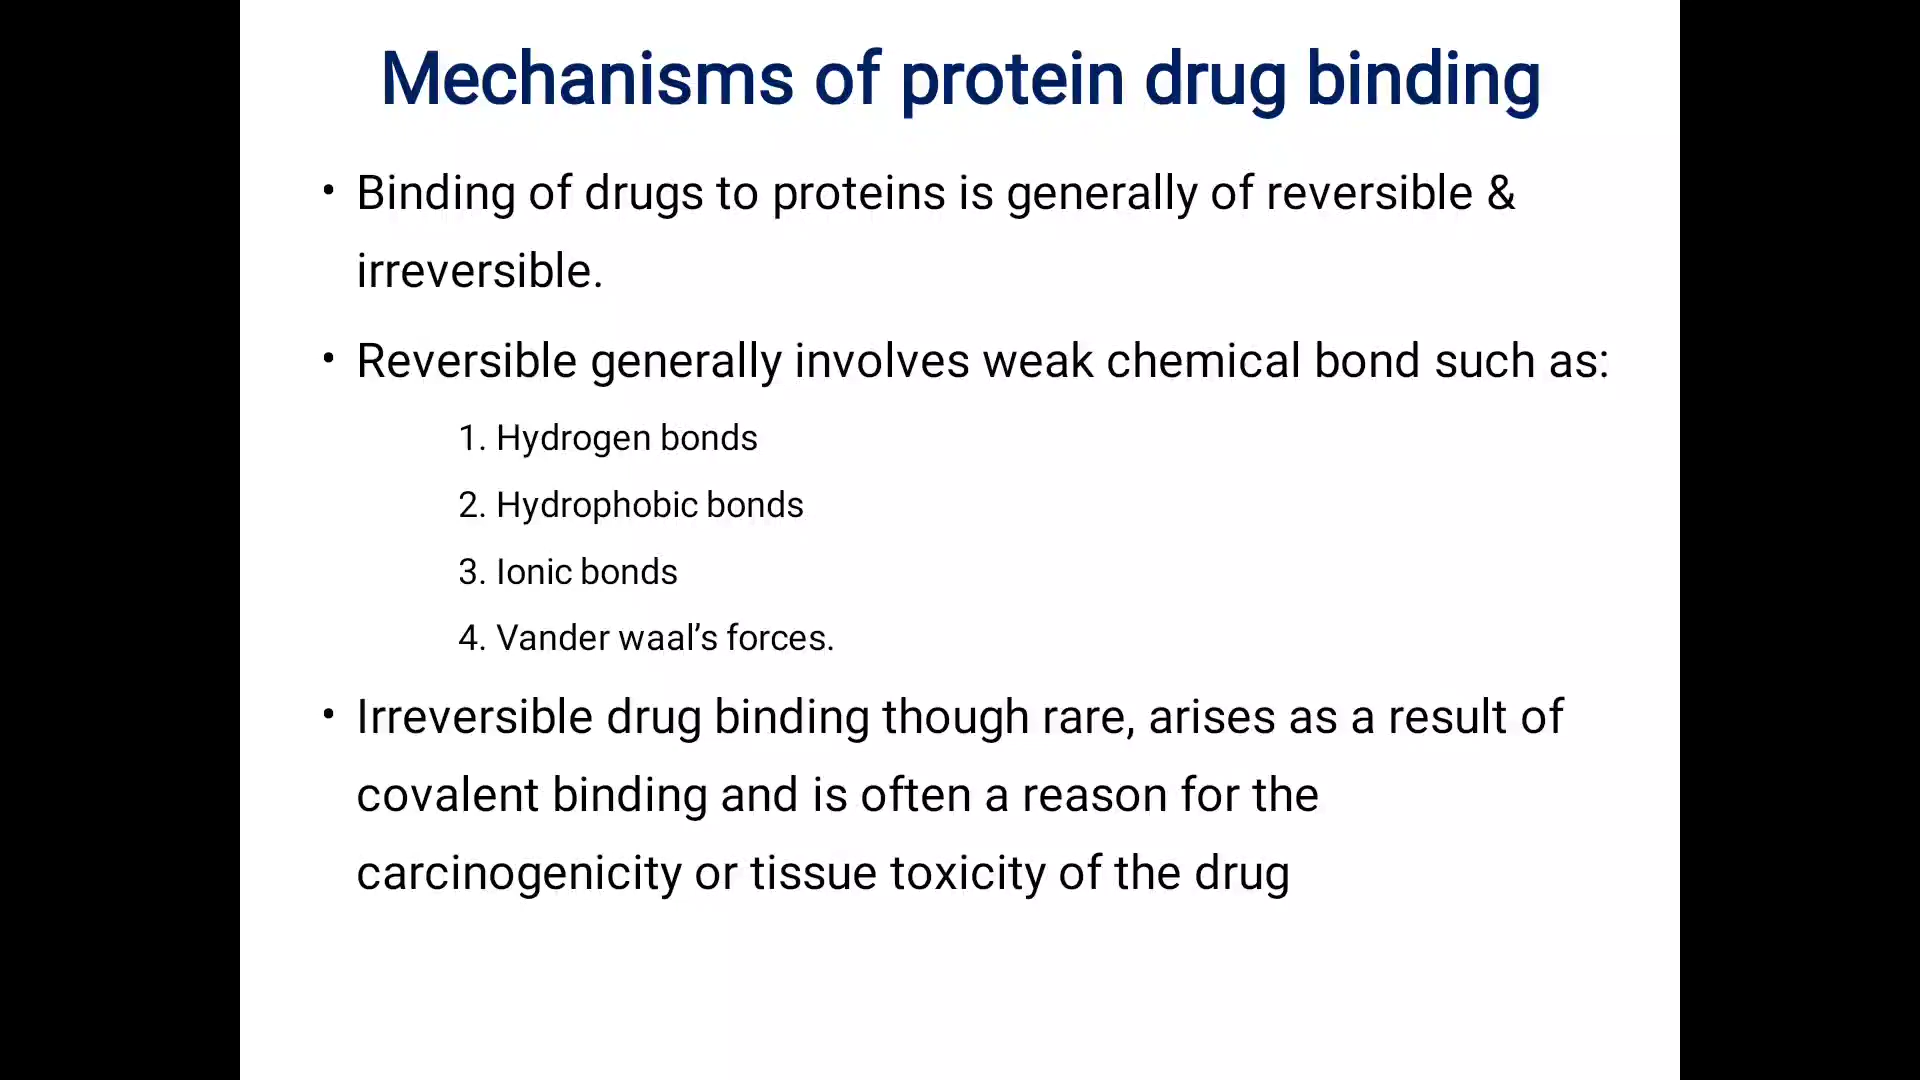 Mechanisms of protein drug binding
• Binding of drugs to proteins is generally of reversible &
irreversible.
• Reversible generally involves weak chemical bond such as:
1. Hydrogen bonds
2. Hydrophobic bonds
3. Ionic bonds
4. Vander waal’s forces.
• Irreversible drug binding though rare, arises as a result of
covalent binding and is often a reason for the
carcinogenicity or tissue toxicity of the drug